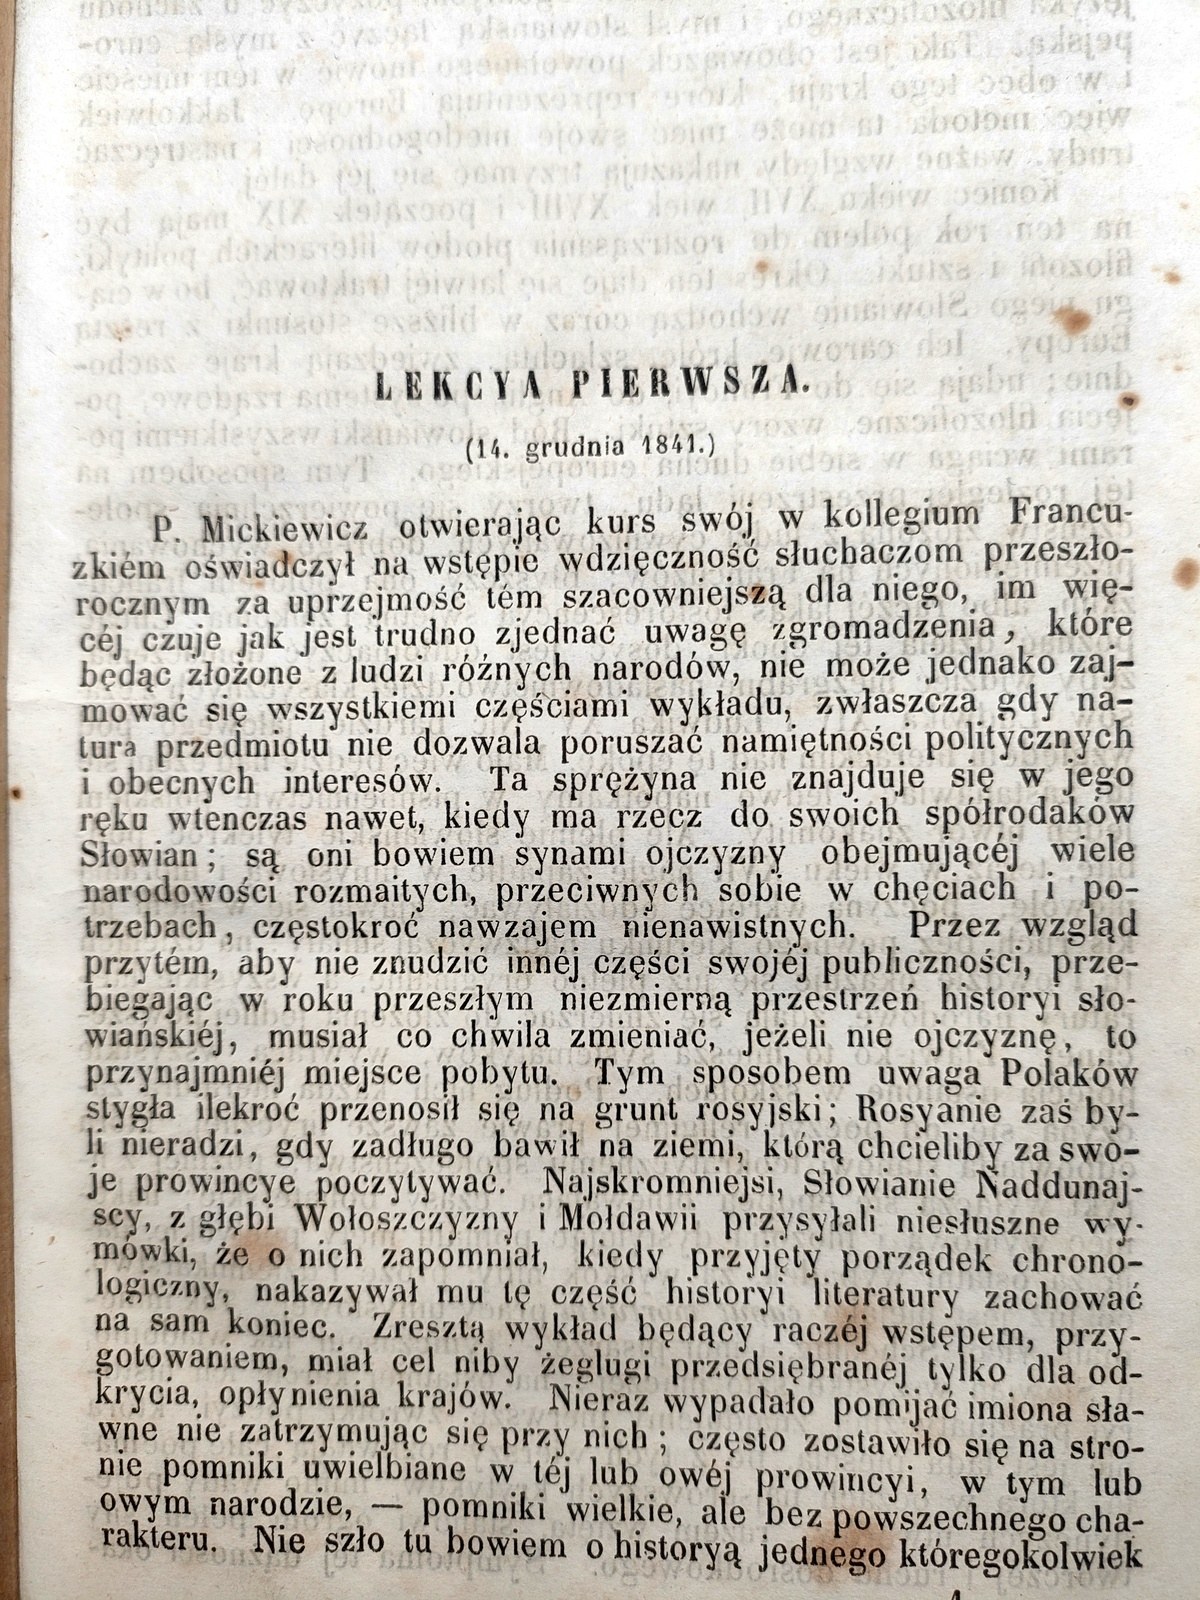 LEKCYA PIERWSZA.
(14. grudnia 1841.)
P. Mickiewicz otwierając kurs swój w kollegium Francu-
zkiém oświadczył na wstępie wdzięczność słuchaczom przeszło-
rocznym za uprzejmość tém szacowniejszą dla niego, im wię-
céj czuje jak jest trudno zjednać uwagę zgromadzenia, które
będąc złożone z ludzi różnych narodów, nie może jednako zaj-
mować się wszystkiemi częściami wykładu, zwłaszcza gdy na-
tura przedmiotu nie dozwala poruszać namiętności politycznych
i obecnych interesów. Ta sprężyna nie znajduje się w jego
ręku wtenczas nawet, kiedy ma rzecz do swoich spółrodaków
Słowian; są oni bowiem synami ojczyzny obejmującéj wiele
narodowości rozmaitych, przeciwnych sobie w chęciach i po-
trzebach, częstokroć nawzajem nienawistnych. Przez wzgląd
przytém, aby nie znudzić innéj części swojéj publiczności, prze-
biegając w roku przeszłym niezmierną przestrzeń historyi sło-
wiańskiéj, musiał co chwila zmieniać, jeżeli nie ojczyznę, to
przynajmniéj miejsce pobytu. Tym sposobem uwaga Polaków
stygła ilekroć przenosił się na grunt rosyjski; Rosyanie zaś by-
li nieradzi, gdy zadługo bawił na ziemi, którą chcieliby za swo-
je prowincye poczytywać. Najskromniejsi, Słowianie Naddunaj-
scy, z głębi Wołoszczyzny i Mołdawii przysyłali niesłuszne wy-
mówki, że o nich zapomniał, kiedy przyjęty porządek chrono-
logiczny, nakazywał mu tę część historyi literatury zachować
na sam koniec. Zresztą wykład będący raczéj wstępem, przy-
gotowaniem, miał cel niby żeglugi przedsiębranéj tylko dla od-
krycia, opłynienia krajów. Nieraz wypadało pomijać imiona sła-
wne nie zatrzymując się przy nich; często zostawiło się na stro-
nie pomniki uwielbiane w téj lub owéj prowincyi, w tym lub
owym narodzie, — pomniki wielkie, ale bez powszechnego cha-
rakteru. Nie szło tu bowiem o historyą jednego któregokolwiek